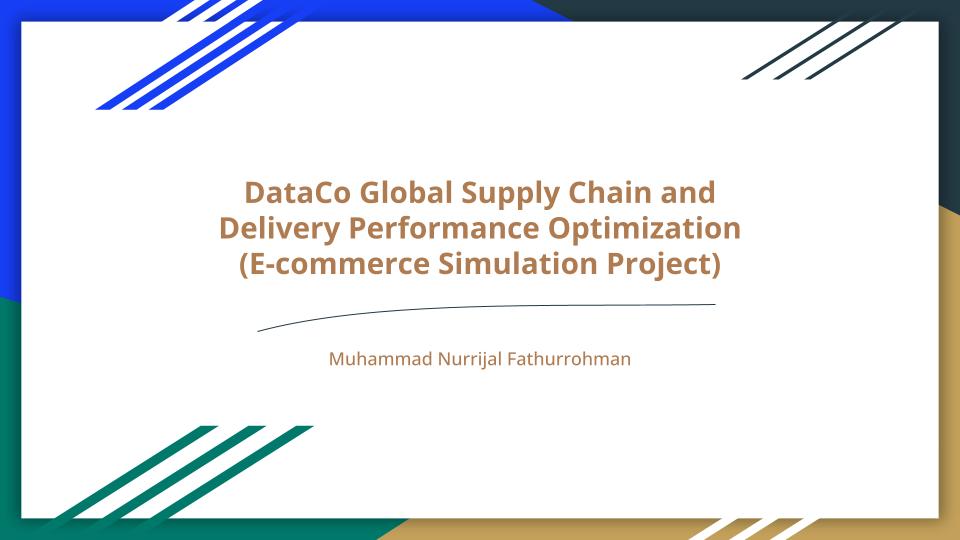 DataCo Global Supply Chain and
Delivery Performance Optimization
(E-commerce Simulation Project)
Muhammad Nurrijal Fathurrohman